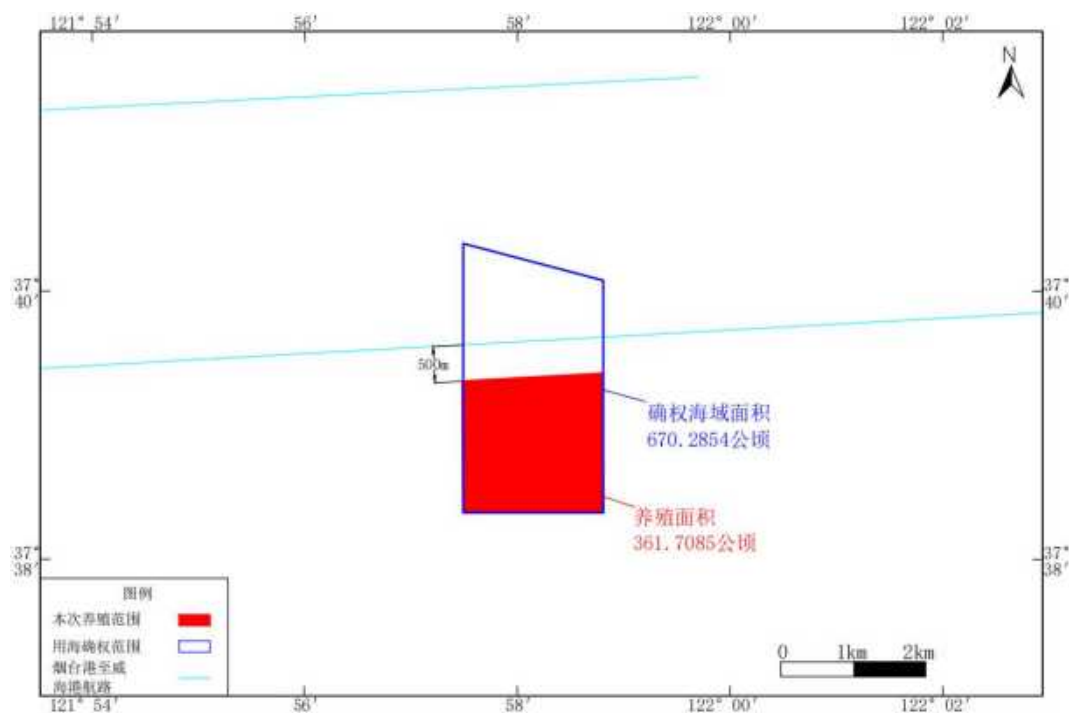 121° 54′
56′
58′
122° 00′
122° 02′
N
37°
40′
37°
40′
500m
确权海域面积
670.2854公顷
养殖面积
361.7085公顷
37°
38′
37°
38′
图例
本次养殖范围
用海确权范围
烟台港至威
海港航路
0
1km
2km
121° 54′
56′
58′
122° 00′
122° 02′